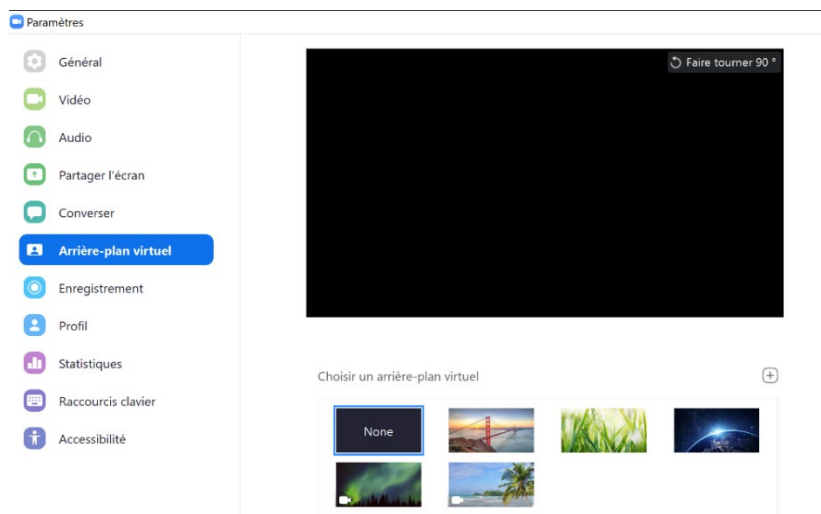 Paramètres
Général
Vidéo
Audio
Partager l'écran
Converser
Arrière-plan virtuel
Enregistrement
Profil
Statistiques
Raccourcis clavier
Accessibilité
Faire tourner 90 °
Choisir un arrière-plan virtuel
None